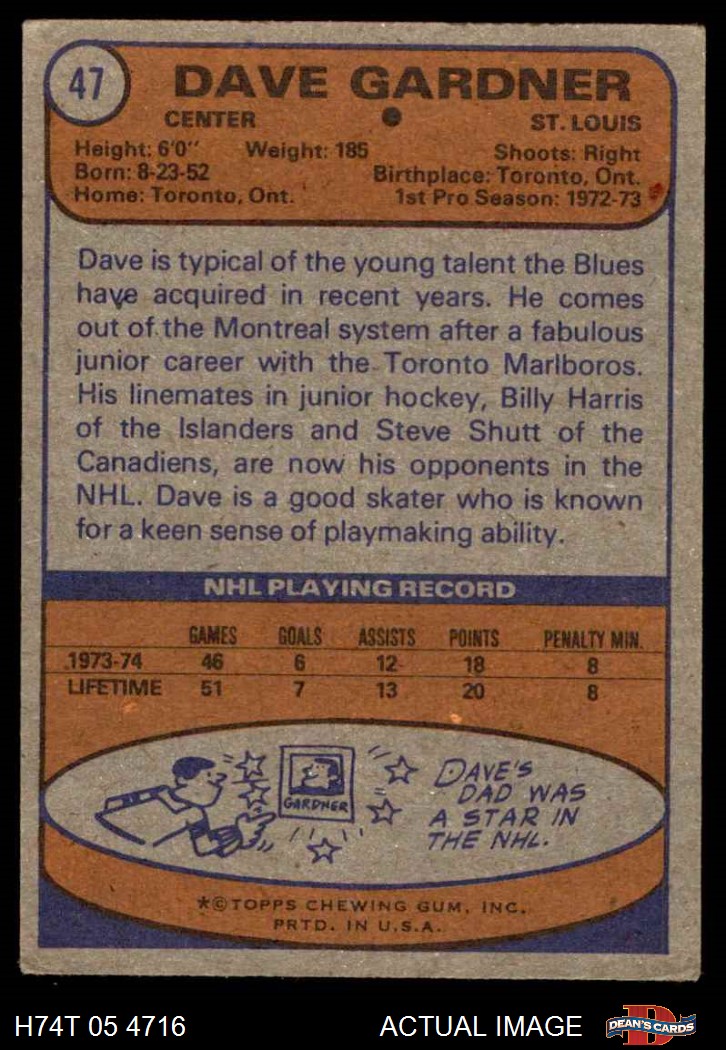 47
DAVE GARDNER
CENTER ST. LOUIS
Height: 6'0" Weight: 185 Shoots: Right
Born: 8-23-52 Birthplace: Toronto, Ont.
Home: Toronto, Ont. 1st Pro Season: 1972-73
Dave is typical of the young talent the Blues
have acquired in recent years. He comes
out of the Montreal system after a fabulous
junior career with the Toronto Marlboros.
His linemates in junior hockey, Billy Harris
of the Islanders and Steve Shutt of the
Canadiens, are now his opponents in the
NHL. Dave is a good skater who is known
for a keen sense of playmaking ability.
NHL PLAYING RECORD
GAMES GOALS ASSISTS POINTS PENALTY MIN.
1973-74 46 6 12 18 8
LIFETIME 51 7 13 20 8
GARDNER
DAVE'S
DAD WAS
A STAR IN
THE NHL.
*©TOPPS CHEWING GUM, INC.
PRTD. IN U.S.A.
H74T 05 4716 ACTUAL IMAGE
D
DEAN'S CARDS